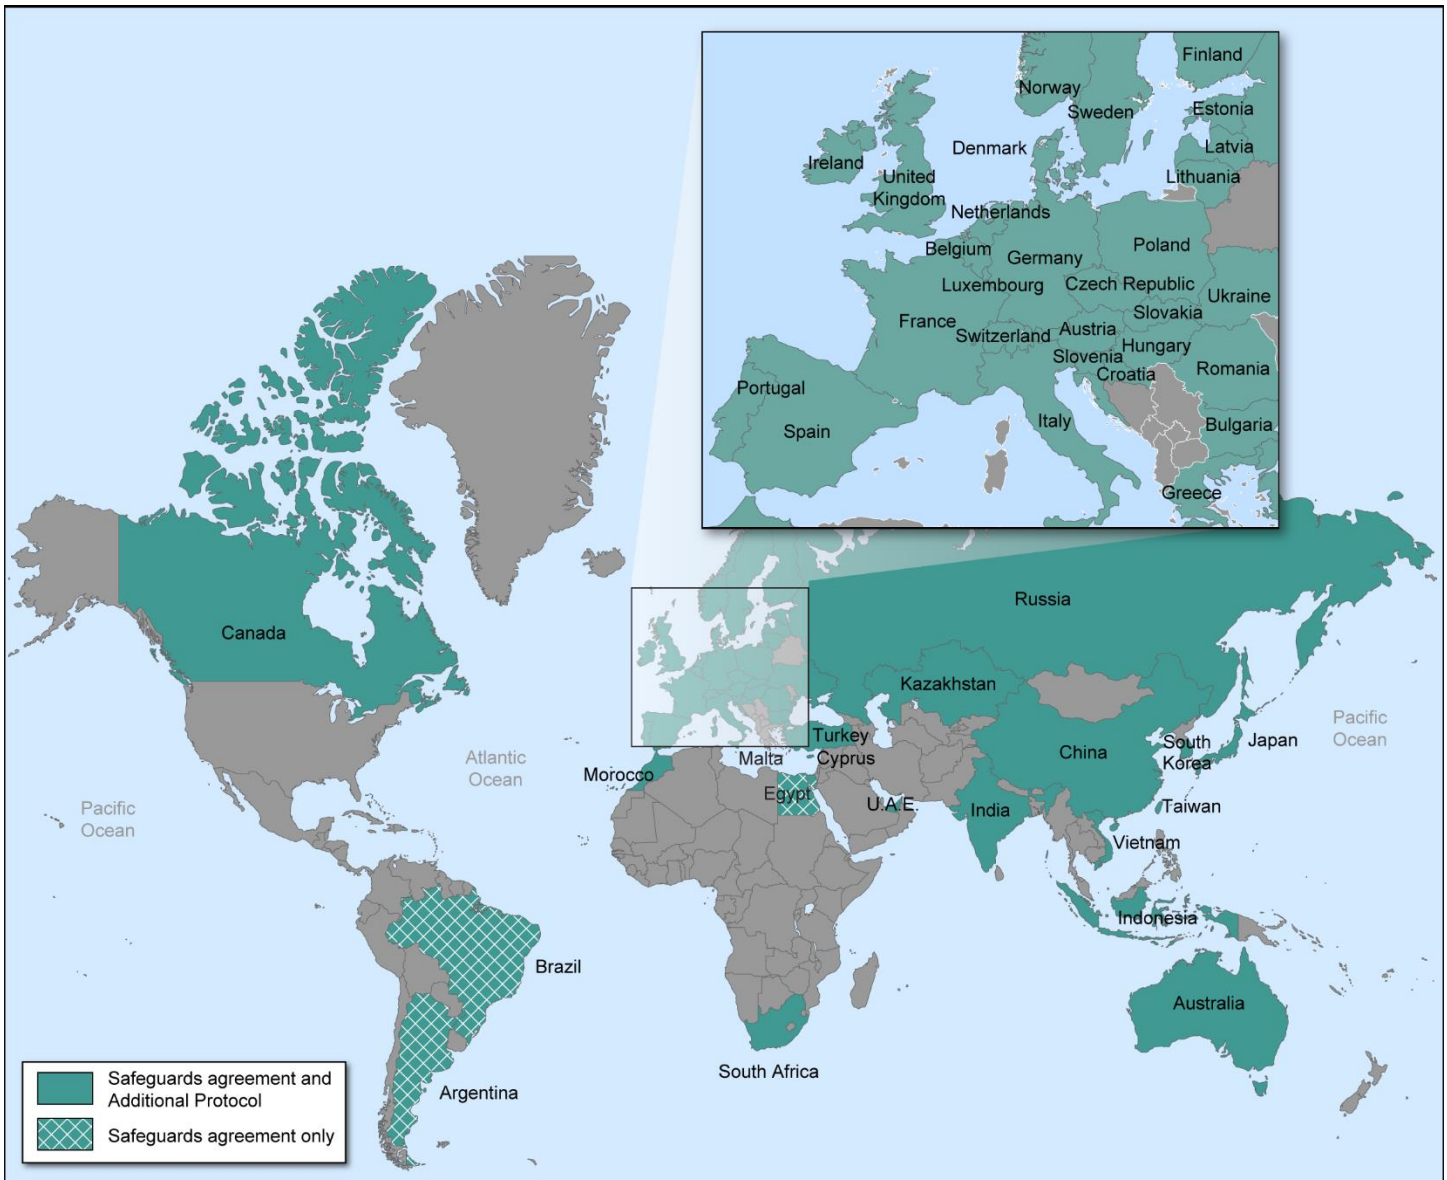 Finland
Norway
Sweden
Estonia
Denmark
Latvia
Ireland
Lithuania
United
Kingdom
Netherlands
Belgium
Germany
Poland
Luxembourg
Czech Republic
Ukraine
Slovakia
France
Switzerland
Austria
Hungary
Slovenia
Romania
Croatia
Portugal
Spain
Italy
Bulgaria
Greece
Canada
Russia
Kazakhstan
Atlantic
Ocean
Pacific
Ocean
Turkey
Malta
Cyprus
China
South
Korea
Japan
Pacific
Ocean
Morocco
Egypt
U.A.E.
India
Taiwan
Vietnam
Indonesia
Brazil
Australia
South Africa
Argentina
Safeguards agreement and
Additional Protocol
Safeguards agreement only